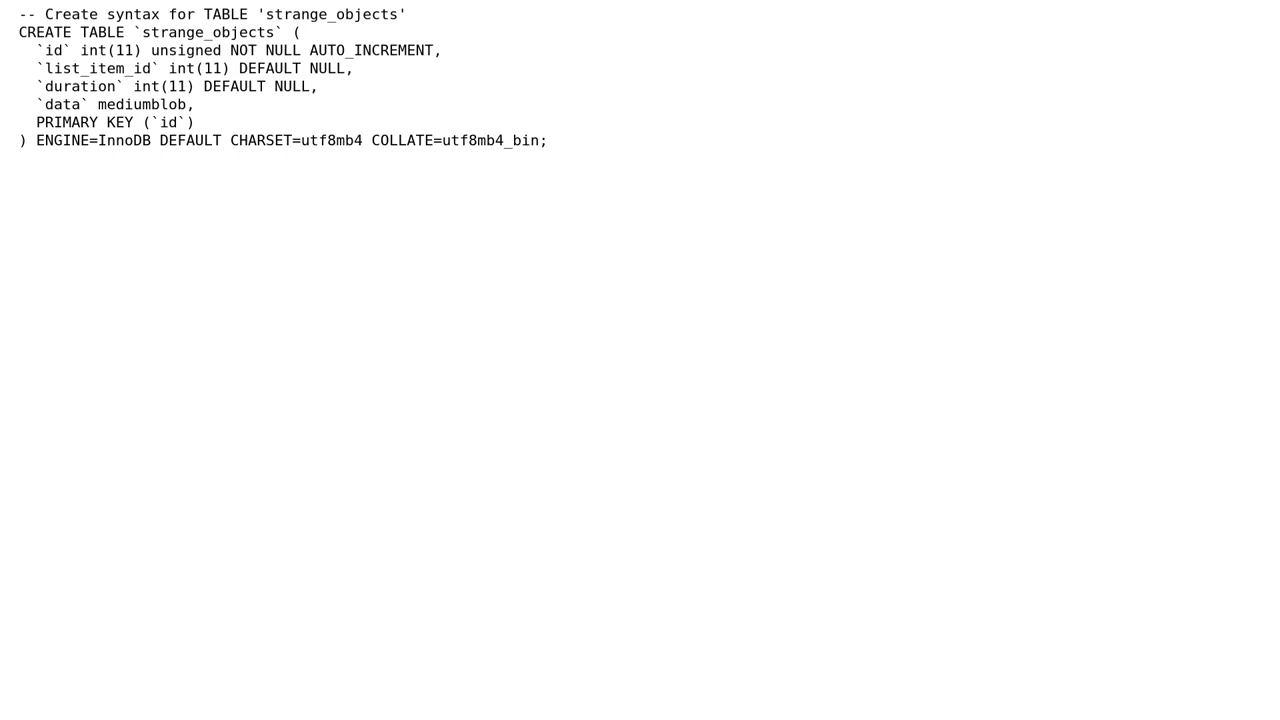 -- Create syntax for TABLE 'strange_objects'
CREATE TABLE `strange_objects` (
  `id` int(11) unsigned NOT NULL AUTO_INCREMENT,
  `list_item_id` int(11) DEFAULT NULL,
  `duration` int(11) DEFAULT NULL,
  `data` mediumblob,
  PRIMARY KEY (`id`)
) ENGINE=InnoDB DEFAULT CHARSET=utf8mb4 COLLATE=utf8mb4_bin;